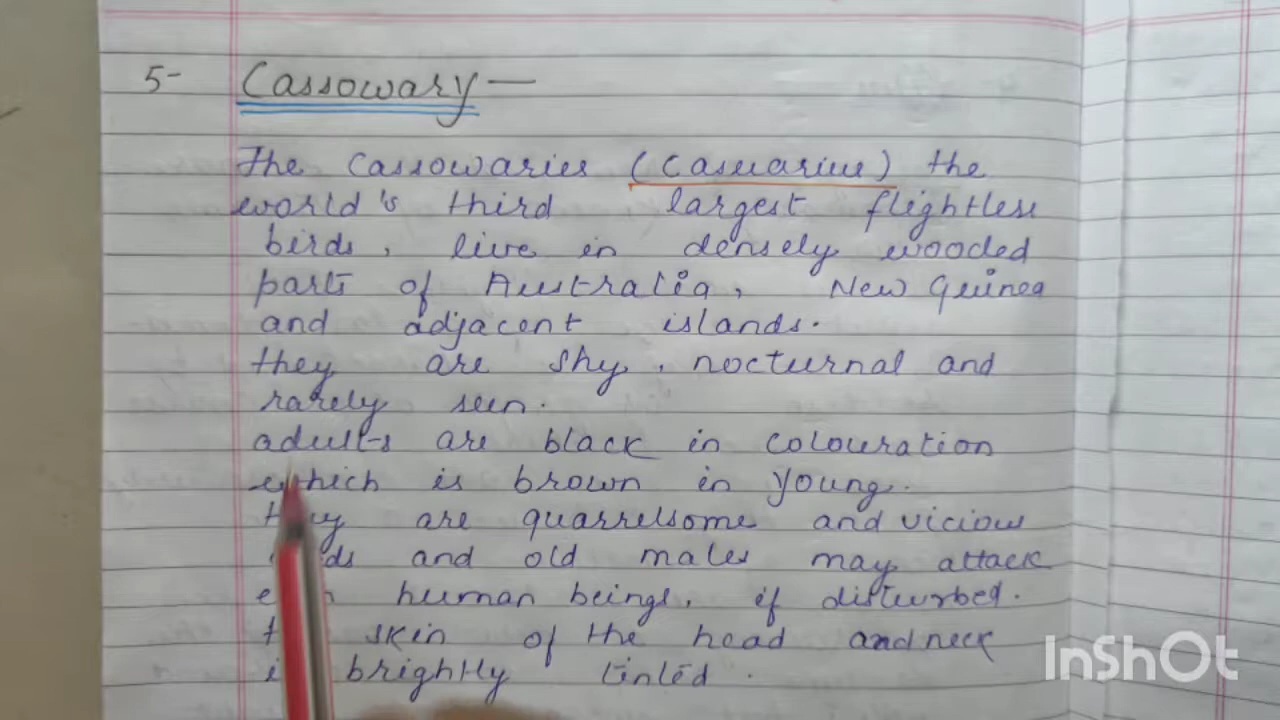 5- Cassowary —
The Cassowaries (Casuarius) the
world's third largest flightless
birds, live in densely wooded
parts of Australia, New Guinea
and adjacent islands.
they are shy, nocturnal and
rarely seen.
adults are black in colouration
which is brown in young.
they are quarrelsome and vicious
and old males may attack
human beings, if disturbed.
skin of the head and neck
brightly tinted.
InShOt